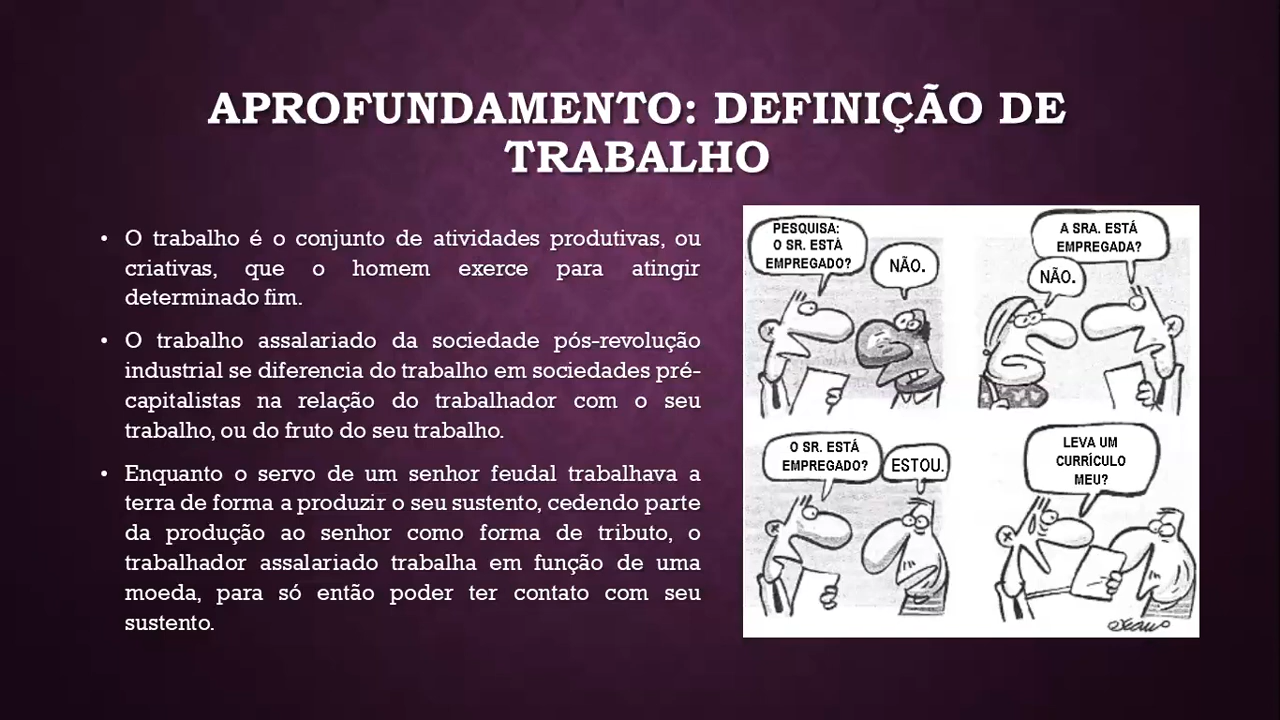 APROFUNDAMENTO: DEFINIÇÃO DE
TRABALHO
• O trabalho é o conjunto de atividades produtivas, ou
criativas, que o homem exerce para atingir
determinado fim.
• O trabalho assalariado da sociedade pós-revolução
industrial se diferencia do trabalho em sociedades pré-
capitalistas na relação do trabalhador com o seu
trabalho, ou do fruto do seu trabalho.
• Enquanto o servo de um senhor feudal trabalhava a
terra de forma a produzir o seu sustento, cedendo parte
da produção ao senhor como forma de tributo, o
trabalhador assalariado trabalha em função de uma
moeda, para só então poder ter contato com seu
sustento.
PESQUISA:
O SR. ESTÁ
EMPREGADO?
NÃO.
A SRA. ESTÁ
EMPREGADA?
NÃO.
O SR. ESTÁ
EMPREGADO?
ESTOU.
LEVA UM
CURRÍCULO
MEU?